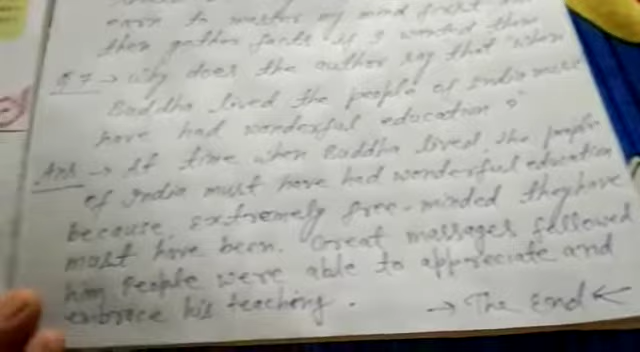 earn to master my mind first and
then gather facts if I wanted them
Q7 → Why does the author say that "when
Buddha lived the people of India must
have had wonderful education"?
Ans → At time when Buddha lived, the people
of India must have had wonderful education
because extremely free-minded they have
must have been. Great massages followed
him people were able to appreciate and
embrace his teaching.
→ The End ←